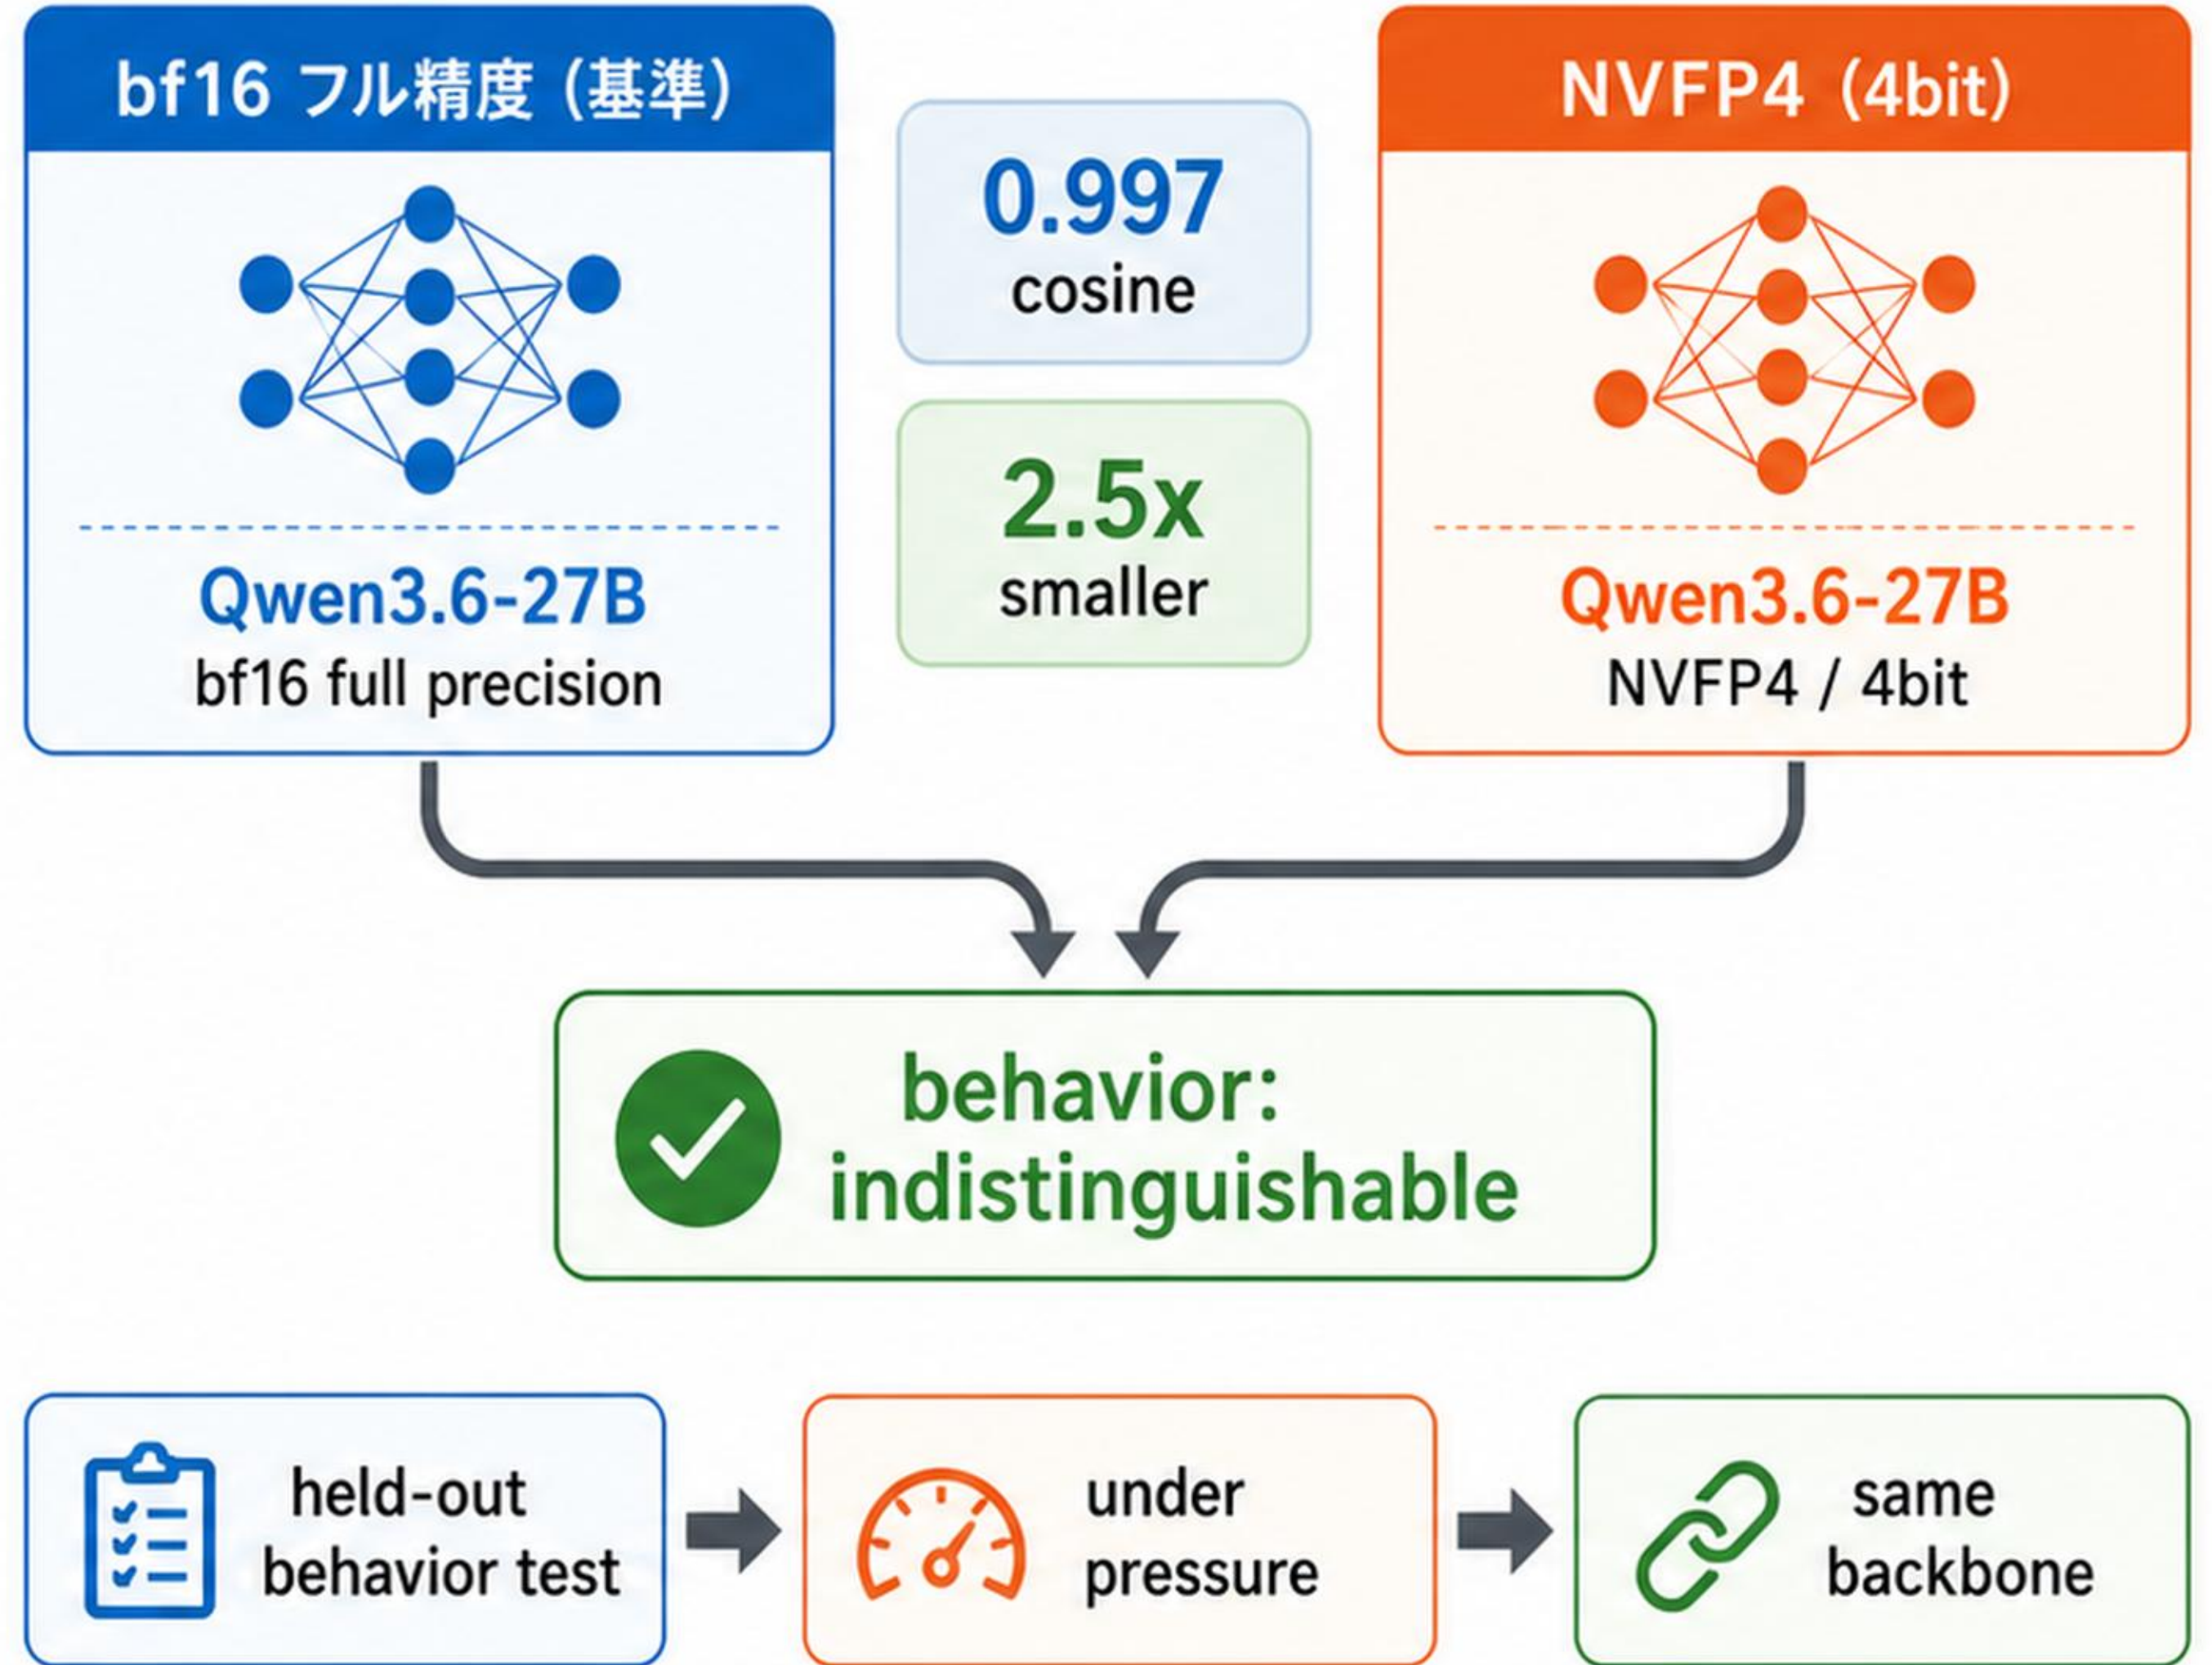 bf16 フル精度 (基準)
Qwen3.6-27B
bf16 full precision
0.997
cosine
2.5x
smaller
NVFP4 (4bit)
Qwen3.6-27B
NVFP4 / 4bit
behavior:
indistinguishable
held-out
behavior test
under
pressure
same
backbone